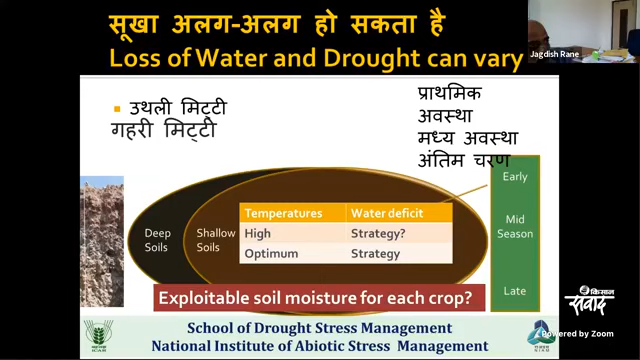 सूखा अलग-अलग हो सकता है
Loss of Water and Drought can vary
Jagdish Rane
उथली मिट्टी
गहरी मिट्टी
प्राथमिक
अवस्था
मध्य अवस्था
अंतिम चरण
Early
Mid
Season
Late
Deep
Soils
Shallow
Soils
Temperatures Water deficit
High Strategy?
Optimum Strategy
Exploitable soil moisture for each crop?
School of Drought Stress Management
National Institute of Abiotic Stress Management
किसान
संवाद
Powered by Zoom